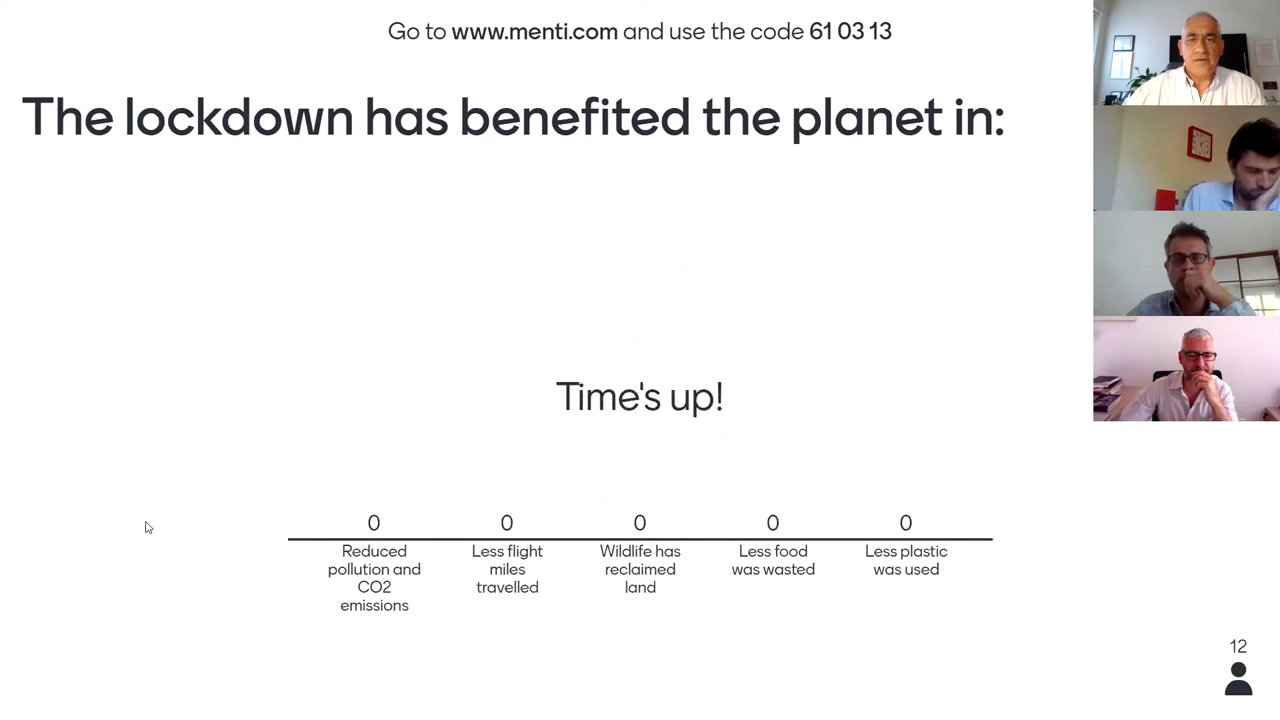 Go to www.menti.com and use the code 61 03 13
The lockdown has benefited the planet in:
Time's up!
0 0 0 0 0
Reduced pollution and CO2 emissions
Less flight miles travelled
Wildlife has reclaimed land
Less food was wasted
Less plastic was used
12